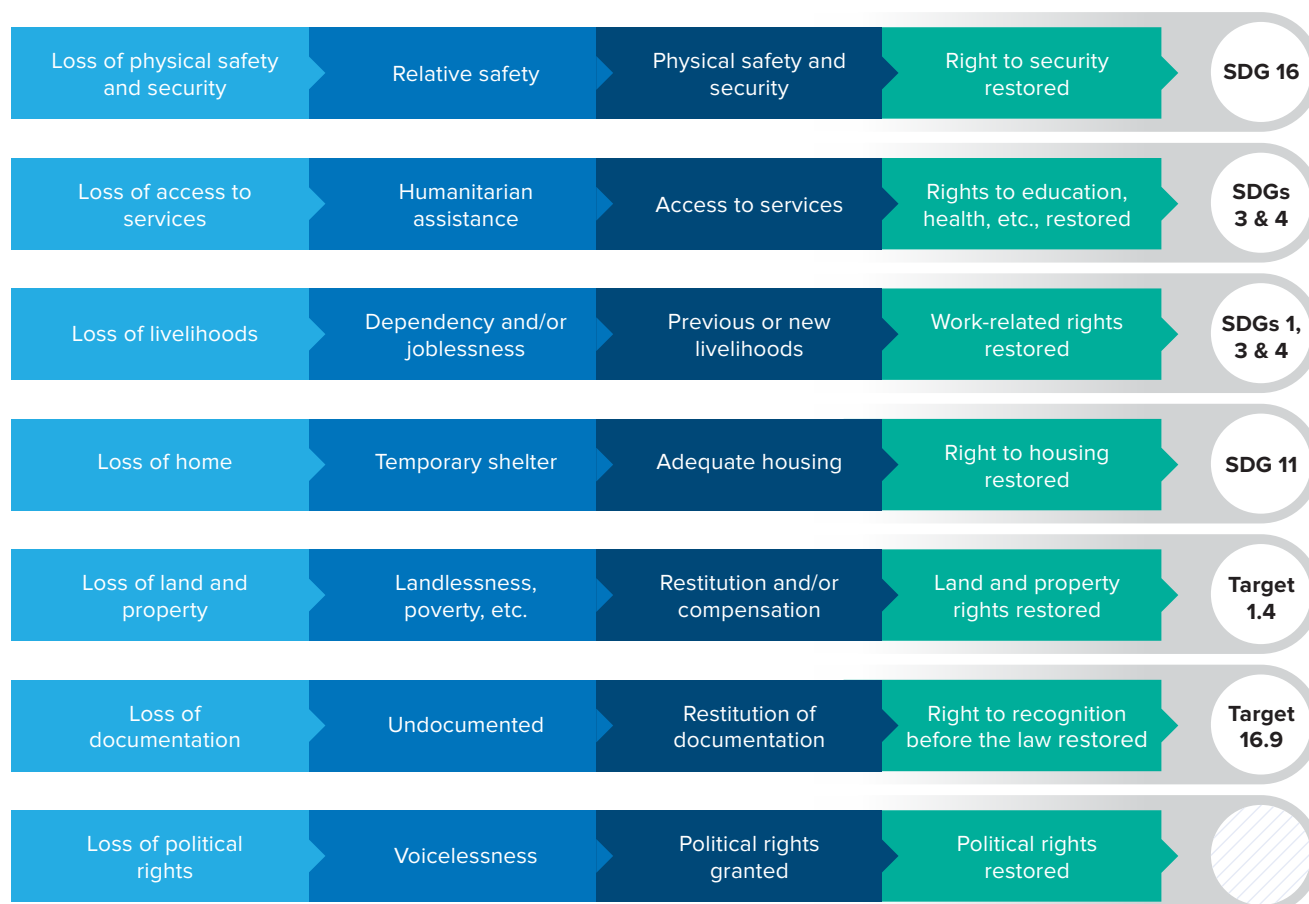 Loss of physical safety
and security
Relative safety
Physical safety and
security
Right to security
restored
SDG 16
Loss of access to
services
Humanitarian
assistance
Access to services
Rights to education,
health, etc., restored
SDGs
3 & 4
Loss of livelihoods
Dependency and/or
joblessness
Previous or new
livelihoods
Work-related rights
restored
SDGs 1,
3 & 4
Loss of home
Temporary shelter
Adequate housing
Right to housing
restored
SDG 11
Loss of land and
property
Landlessness,
poverty, etc.
Restitution and/or
compensation
Land and property
rights restored
Target
1.4
Loss of
documentation
Undocumented
Restitution of
documentation
Right to recognition
before the law restored
Target
16.9
Loss of political
rights
Voicelessness
Political rights
granted
Political rights
restored